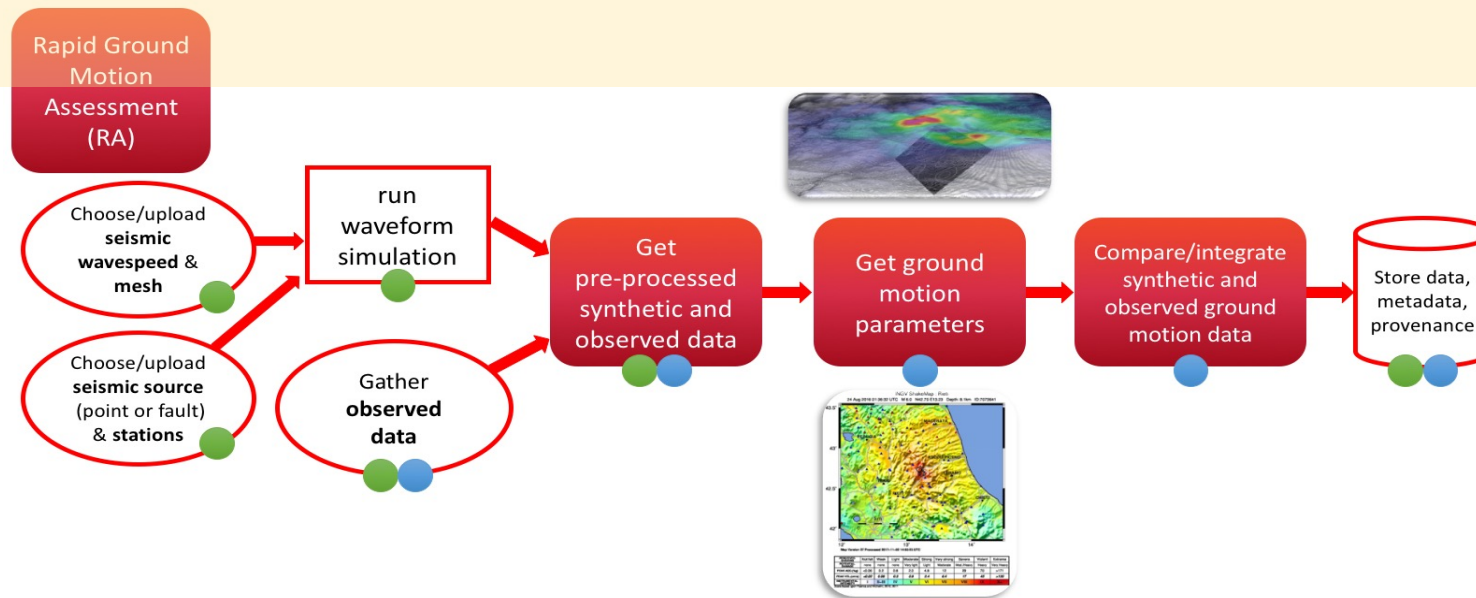 Rapid Ground
Motion
Assessment
(RA)
Choose/upload
seismic
wavespeed &
mesh
run
waveform
simulation
Choose/upload
seismic source
(point or fault)
& stations
Gather
observed
data
Get
pre-processed
synthetic and
observed data
Get ground
motion
parameters
Compare/integrate
synthetic and
observed ground
motion data
Store data,
metadata,
provenance